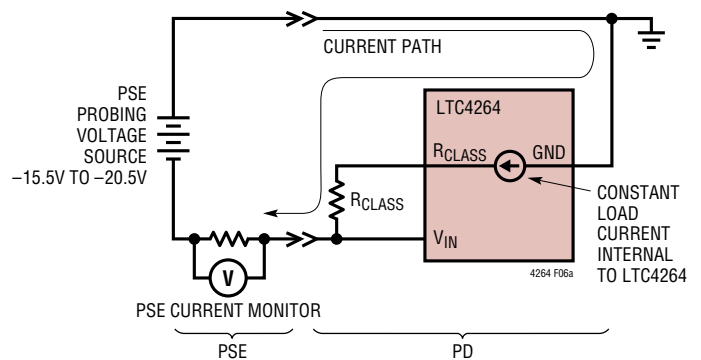 CURRENT PATH
PSE
PROBING
VOLTAGE
SOURCE
–15.5V TO –20.5V
LTC4264
RCLASS
GND
RCLASS
VIN
CONSTANT
LOAD
CURRENT
INTERNAL
TO LTC4264
4264 F06a
V
PSE CURRENT MONITOR
PSE
PD